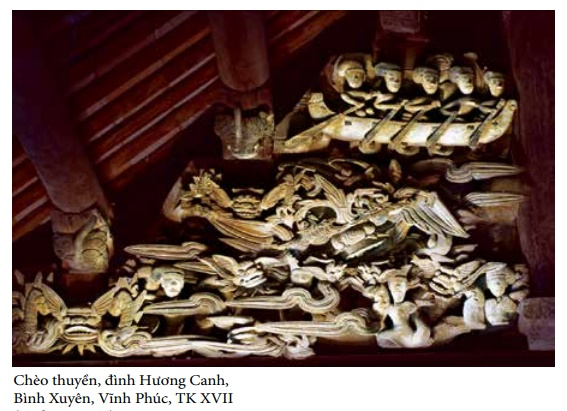 Chèo thuyền, đình Hương Canh,
Bình Xuyên, Vĩnh Phúc, TK XVII